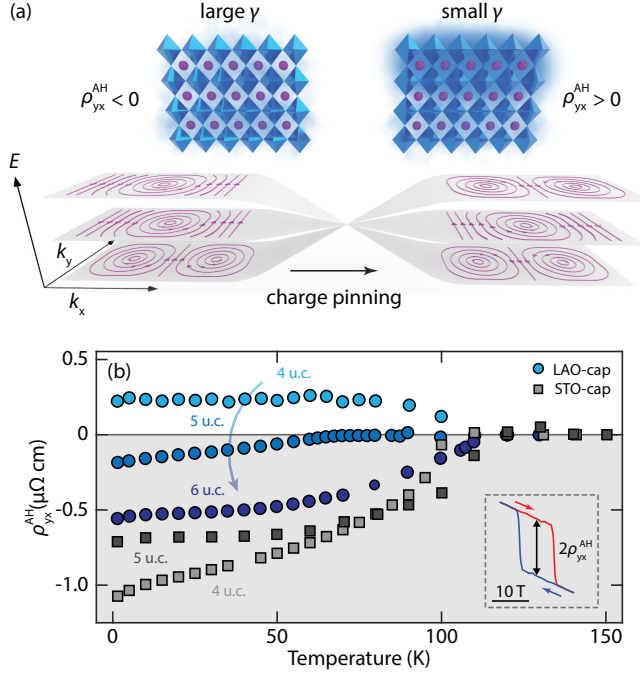 (a)
large γ
small γ
ρyxᴬᴴ < 0
ρyxᴬᴴ > 0
E
ky
kx
charge pinning
(b)
4 u.c.
LAO-cap
STO-cap
5 u.c.
6 u.c.
5 u.c.
4 u.c.
2ρyxᴬᴴ
10 T
0.5
0
-0.5
-1.0
ρyxᴬᴴ(μΩ cm)
0
50
100
150
Temperature (K)